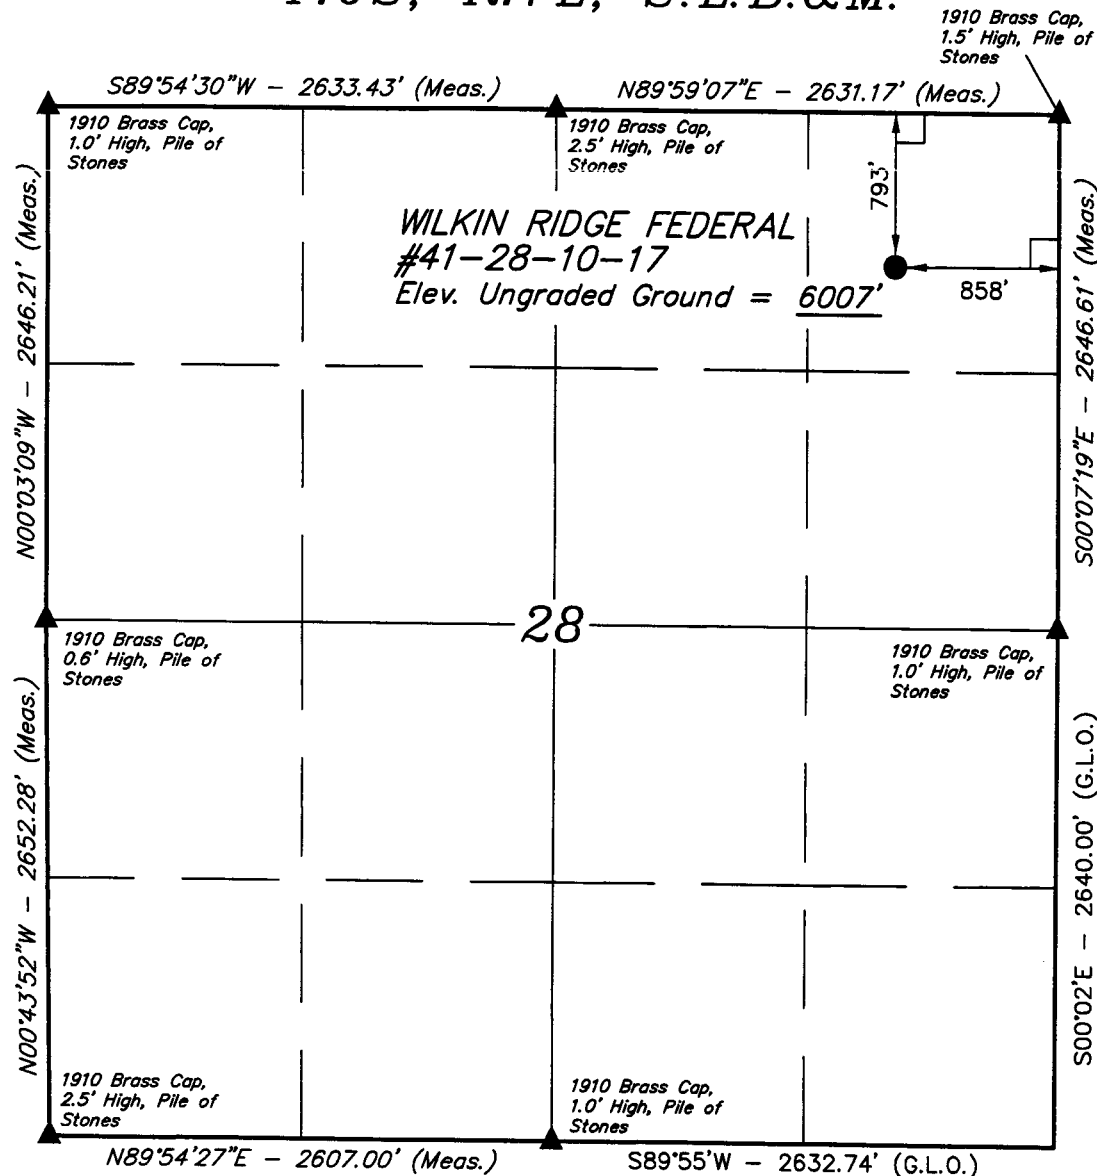 S.L.B.&M.
1910 Brass Cap,
1.5' High, Pile of
Stones
S89°54'30"W - 2633.43' (Meas.)
N89°59'07"E - 2631.17' (Meas.)
1910 Brass Cap,
1.0' High, Pile of
Stones
1910 Brass Cap,
2.5' High, Pile of
Stones
793'
858'
WILKIN RIDGE FEDERAL
#41-28-10-17
Elev. Ungraded Ground = 6007'
N00°03'09"W - 2646.21' (Meas.)
S00°07'19"E - 2646.61' (Meas.)
28
1910 Brass Cap,
0.6' High, Pile of
Stones
1910 Brass Cap,
1.0' High, Pile of
Stones
N00°43'52"W - 2652.28' (Meas.)
S00°02'E - 2640.00' (G.L.O.)
1910 Brass Cap,
2.5' High, Pile of
Stones
1910 Brass Cap,
1.0' High, Pile of
Stones
N89°54'27"E - 2607.00' (Meas.)
S89°55'W - 2632.74' (G.L.O.)